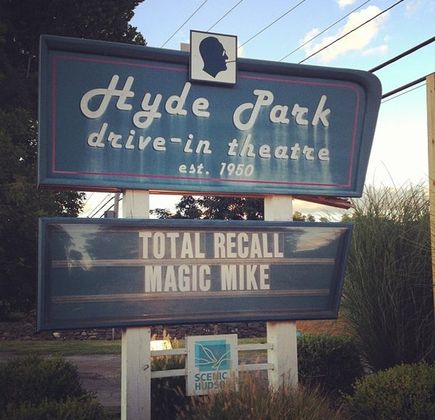 Hyde Park
drive-in theatre
est. 1950
TOTAL RECALL
MAGIC MIKE
SCENIC
HUDSON